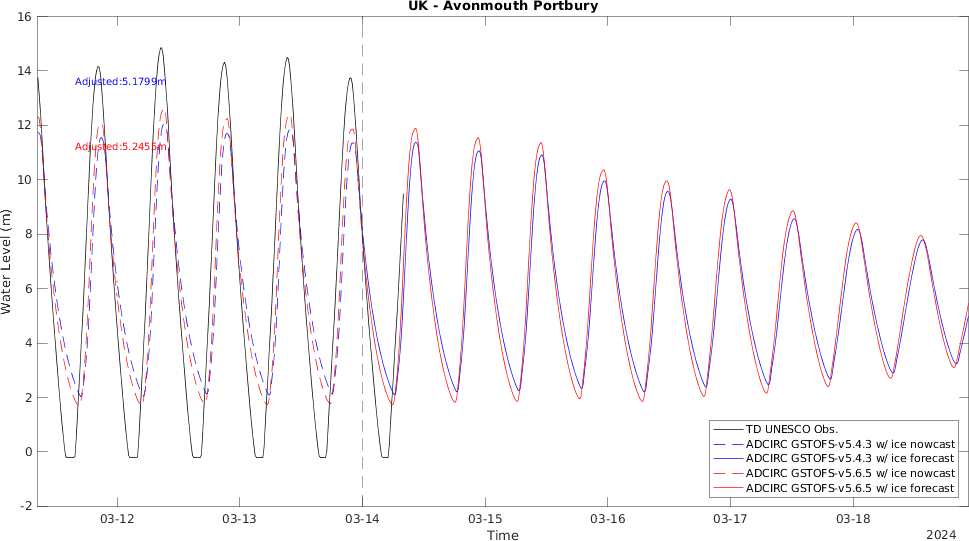 UK - Avonmouth Portbury
16
14
12
10
8
6
4
2
0
-2
Water Level (m)
Adjusted:5.1799m
Adjusted:5.2455m
TD UNESCO Obs.
ADCIRC GSTOFS-v5.4.3 w/ ice nowcast
ADCIRC GSTOFS-v5.4.3 w/ ice forecast
ADCIRC GSTOFS-v5.6.5 w/ ice nowcast
ADCIRC GSTOFS-v5.6.5 w/ ice forecast
03-12
03-13
03-14
03-15
03-16
03-17
03-18
Time
2024